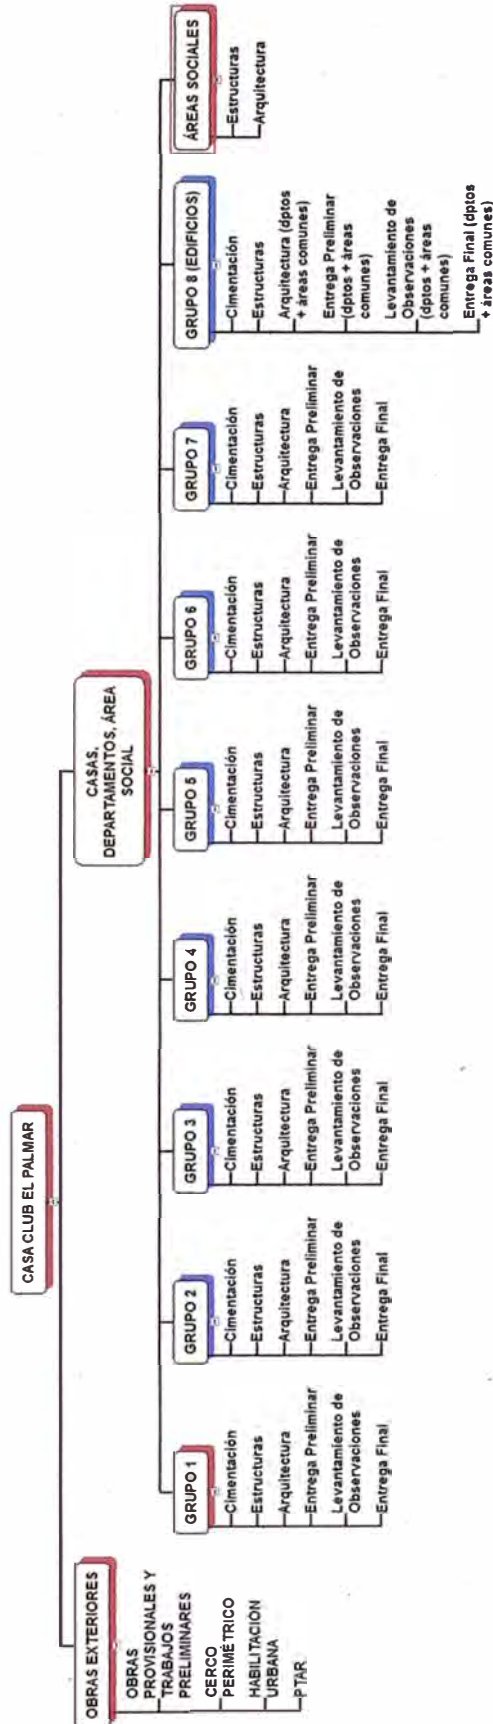 CASA CLUB EL PALMAR
OBRAS EXTERIORES
OBRAS
PROVISIONALES Y
TRABAJOS
PRELIMINARES
CERCO
PERIMÉTRICO
HABILITACIÓN
URBANA
PTAR
CASAS,
DEPARTAMENTOS, ÁREA
SOCIAL
GRUPO 1
Cimentación
Estructuras
Arquitectura
Entrega Preliminar
Levantamiento de
Observaciones
Entrega Final
GRUPO 2
Cimentación
Estructuras
Arquitectura
Entrega Preliminar
Levantamiento de
Observaciones
Entrega Final
GRUPO 3
Cimentación
Estructuras
Arquitectura
Entrega Preliminar
Levantamiento de
Observaciones
Entrega Final
GRUPO 4
Cimentación
Estructuras
Arquitectura
Entrega Preliminar
Levantamiento de
Observaciones
Entrega Final
GRUPO 5
Cimentación
Estructuras
Arquitectura
Entrega Preliminar
Levantamiento de
Observaciones
Entrega Final
GRUPO 6
Cimentación
Estructuras
Arquitectura
Entrega Preliminar
Levantamiento de
Observaciones
Entrega Final
GRUPO 7
Cimentación
Estructuras
Arquitectura
Entrega Preliminar
Levantamiento de
Observaciones
Entrega Final
GRUPO 8 (EDIFICIOS)
Cimentación
Estructuras
Arquitectura (dptos
+ áreas comunes)
Entrega Preliminar
(dptos + áreas
comunes)
Levantamiento de
Observaciones
(dptos + áreas
comunes)
Entrega Final (dptos
+ áreas comunes)
ÁREAS SOCIALES
Estructuras
Arquitectura